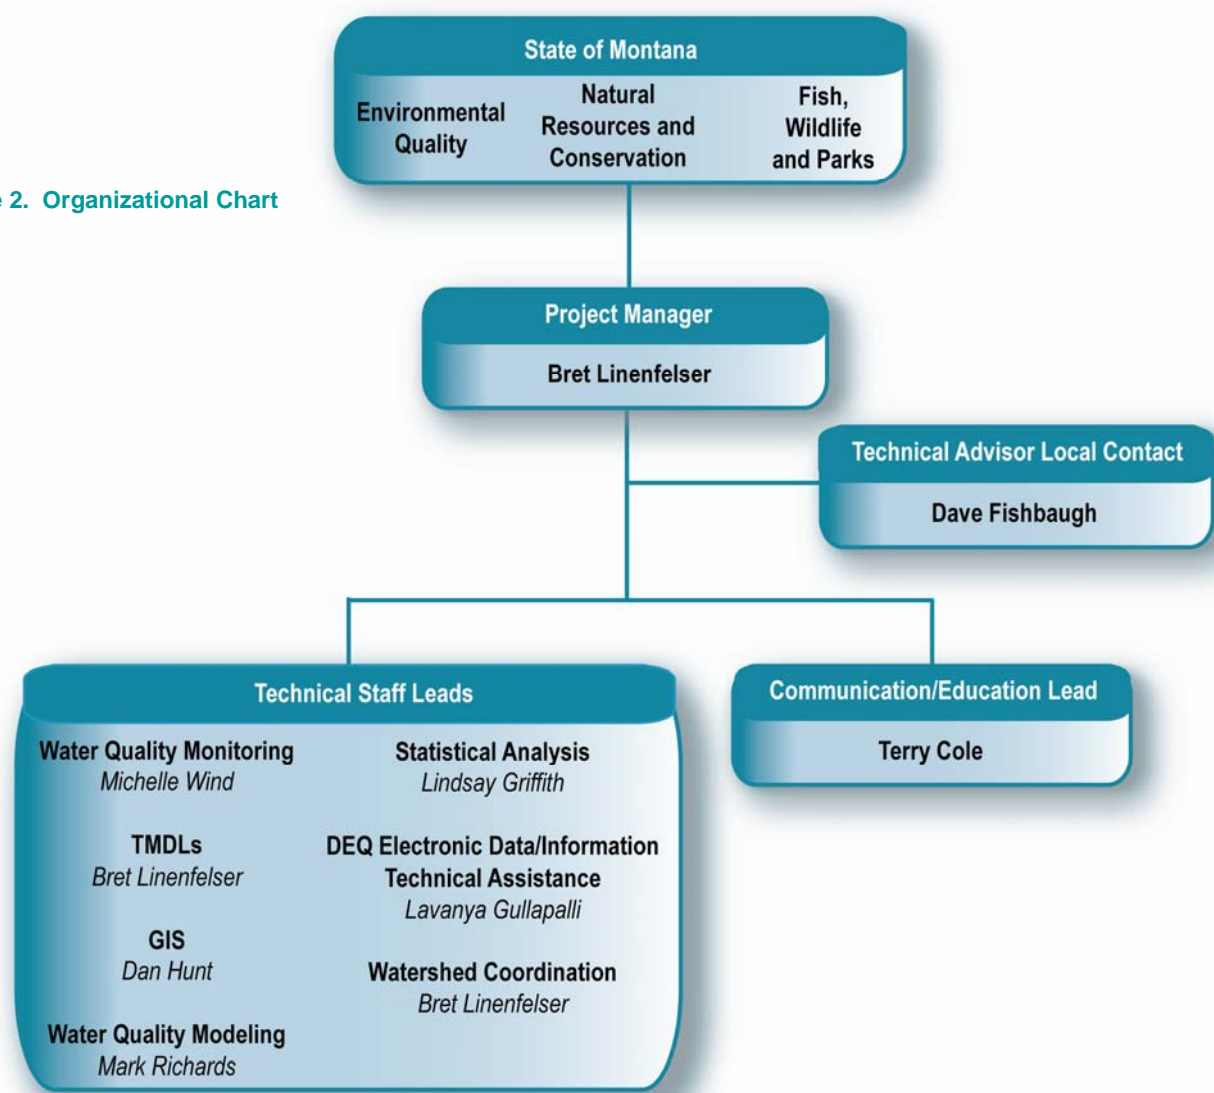 State of Montana
Environmental
Quality
Natural
Resources and
Conservation
Fish,
Wildlife
and Parks
2. Organizational Chart
Project Manager
Bret Linenfelser
Technical Advisor Local Contact
Dave Fishbaugh
Technical Staff Leads
Water Quality Monitoring
Michelle Wind
TMDLs
Bret Linenfelser
GIS
Dan Hunt
Water Quality Modeling
Mark Richards
Statistical Analysis
Lindsay Griffith
DEQ Electronic Data/Information
Technical Assistance
Lavanya Gullapalli
Watershed Coordination
Bret Linenfelser
Communication/Education Lead
Terry Cole